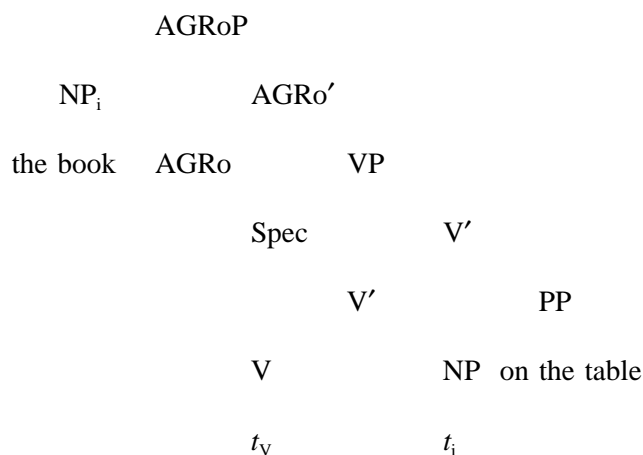 AGRoP
NPi AGRo′
the book AGRo VP
Spec V′
V′ PP
V NP on the table
tV ti